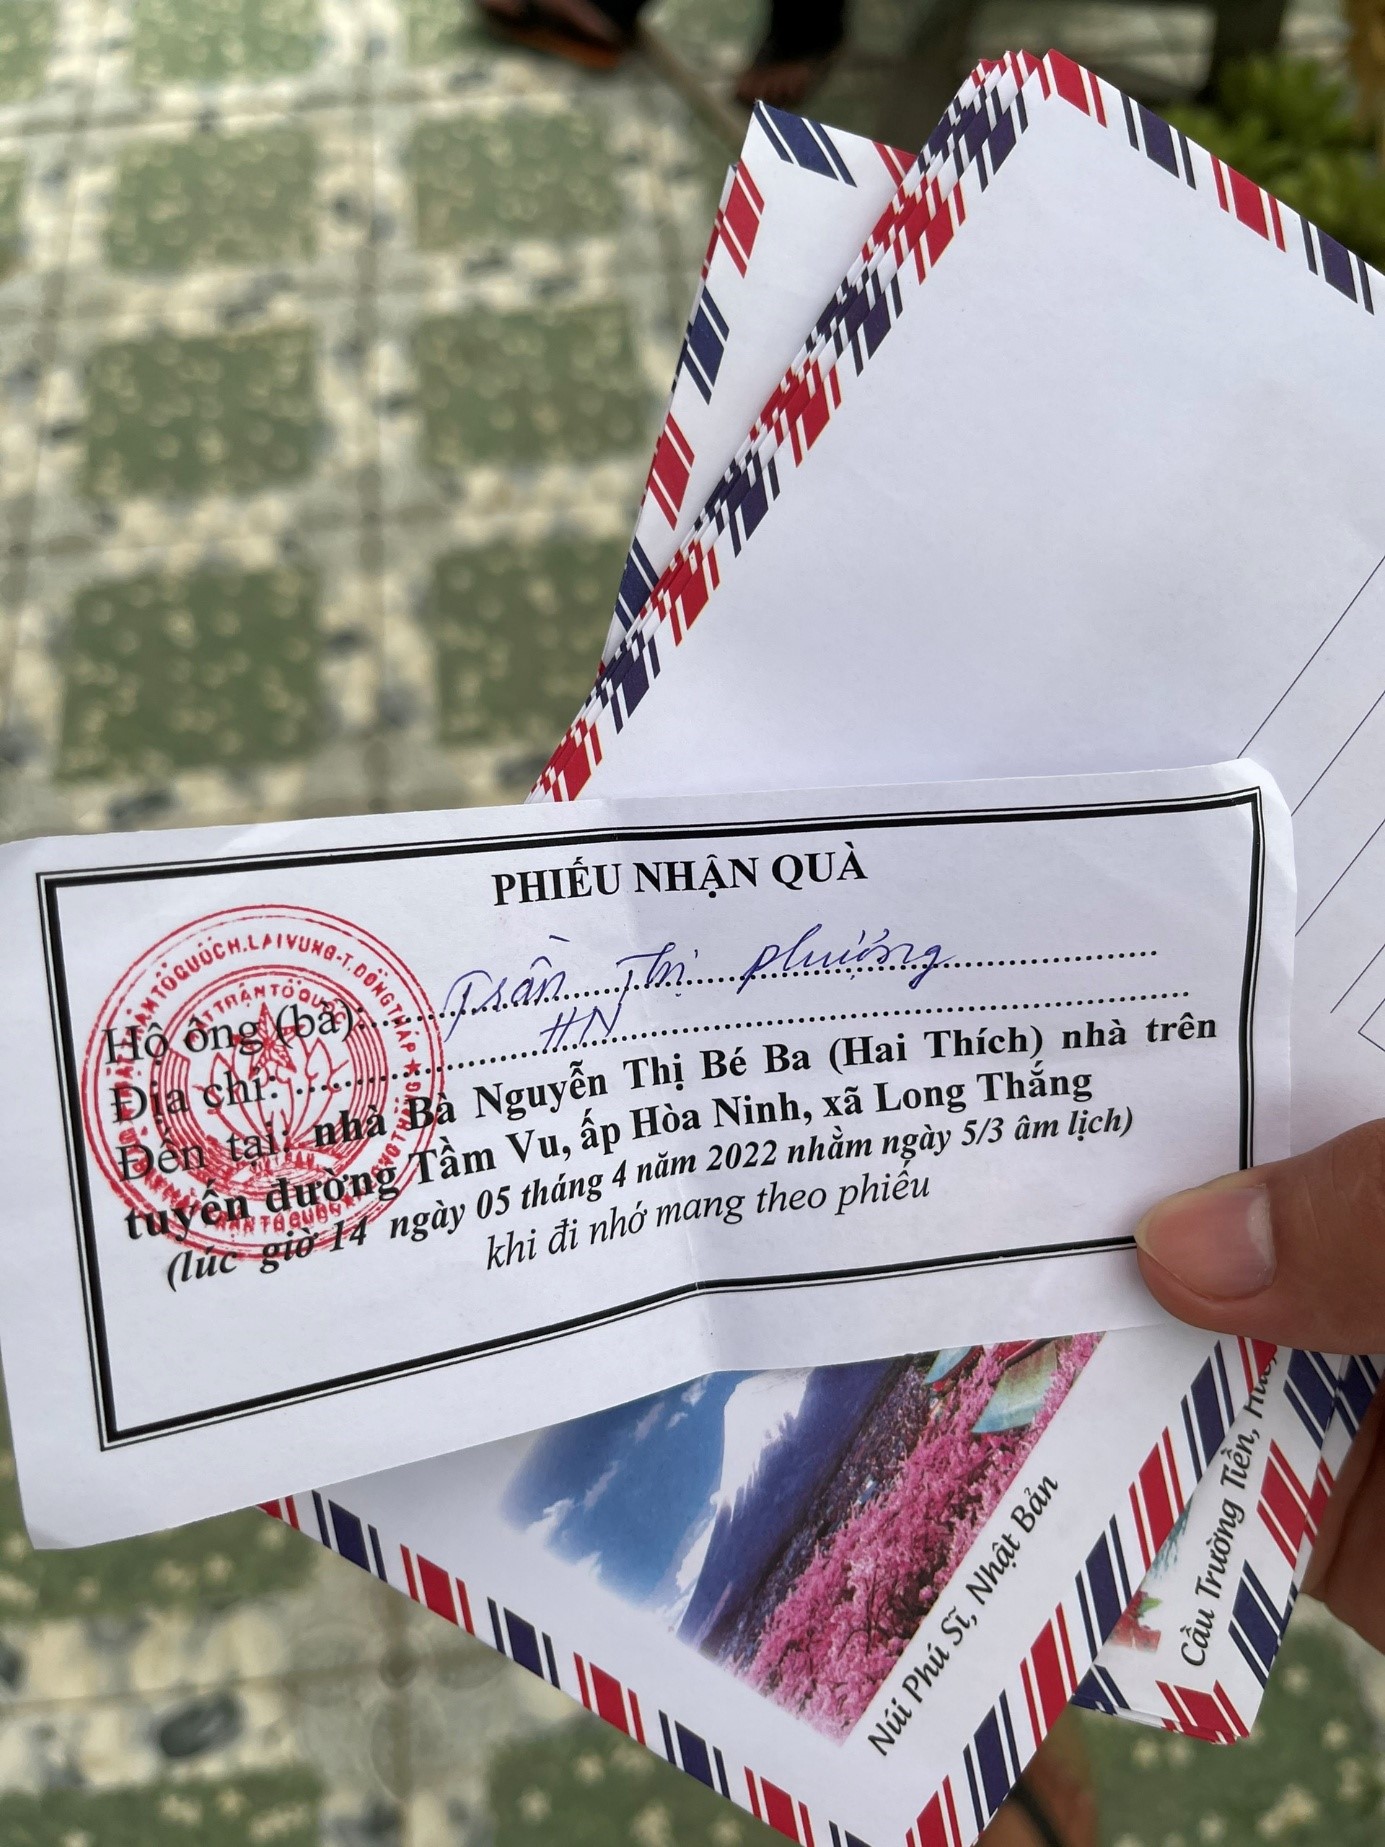 PHIẾU NHẬN QUÀ
Hộ ông (bà):..........Trần Thị Phượng..........
Địa chỉ:..........HN..........
Đến tại: nhà Bà Nguyễn Thị Bé Ba (Hai Thích) nhà trên
tuyến đường Tầm Vu, ấp Hòa Ninh, xã Long Thắng
(lúc giờ 14 ngày 05 tháng 4 năm 2022 nhằm ngày 5/3 âm lịch)
khi đi nhớ mang theo phiếu
Núi Phú Sĩ, Nhật Bản
Cầu Trường Tiền, Huế